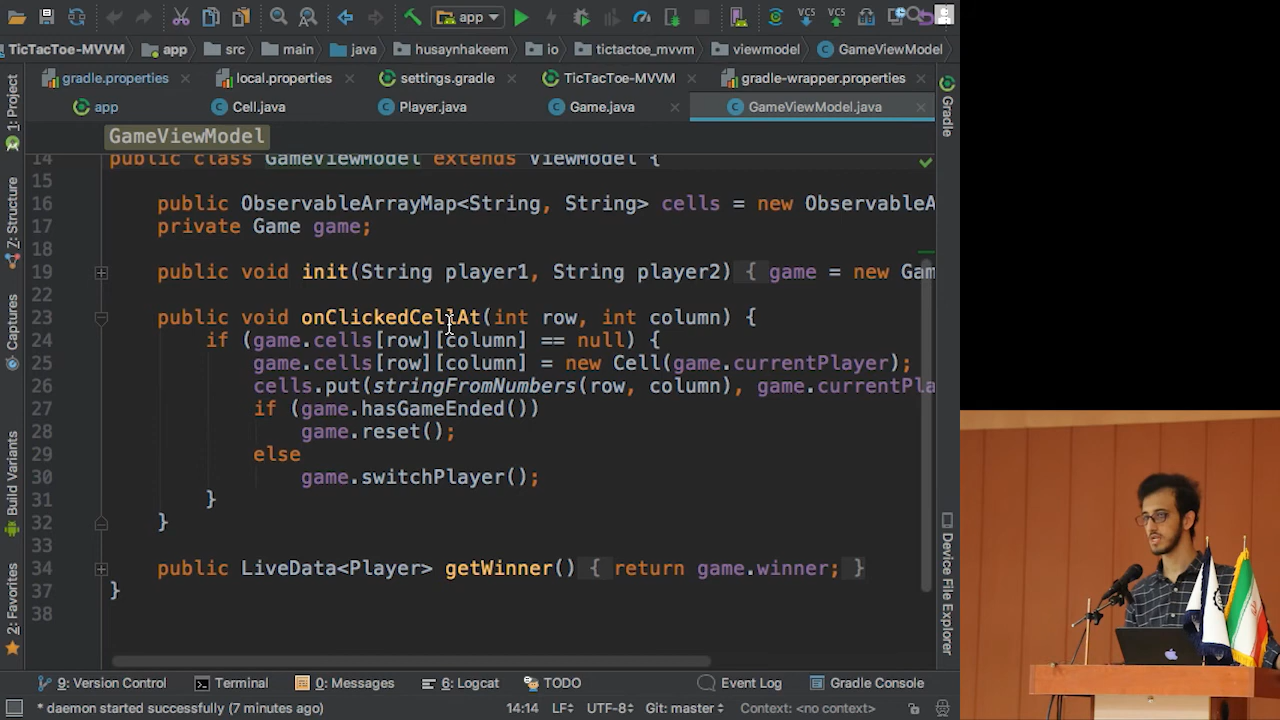 app
TicTacToe-MVVM app src main java husaynhakeem io tictactoe_mvvm viewmodel GameViewModel
gradle.properties local.properties settings.gradle TicTacToe-MVVM gradle-wrapper.properties
app Cell.java Player.java Game.java GameViewModel.java
GameViewModel
14 public class GameViewModel extends ViewModel {
15
16 public ObservableArrayMap<String, String> cells = new ObservableA
17 private Game game;
18
19 public void init(String player1, String player2) { game = new Gam
22
23 public void onClickedCellAt(int row, int column) {
24 if (game.cells[row][column] == null) {
25 game.cells[row][column] = new Cell(game.currentPlayer);
26 cells.put(stringFromNumbers(row, column), game.currentPla
27 if (game.hasGameEnded())
28 game.reset();
29 else
30 game.switchPlayer();
31 }
32 }
33
34 public LiveData<Player> getWinner() { return game.winner; }
37 }
38
1: Project
7: Structure
Captures
Build Variants
2: Favorites
Gradle
Device File Explorer
9: Version Control Terminal 0: Messages 6: Logcat TODO Event Log Gradle Console
* daemon started successfully (7 minutes ago) 14:14 LF÷ UTF-8÷ Git: master÷ Context: <no context>